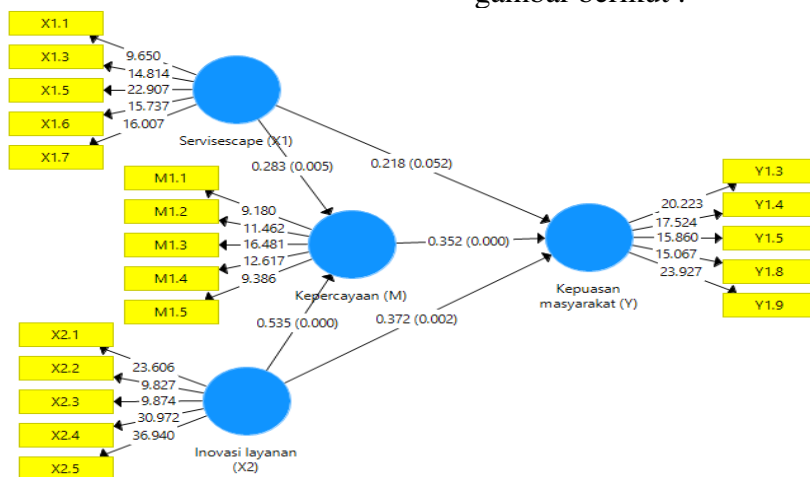 gambar berikut :
X1.1
X1.3
X1.5
X1.6
X1.7
9.650
14.814
22.907
15.737
16.007
Servisescape (X1)
0.283 (0.005)
0.218 (0.052)
M1.1
M1.2
M1.3
M1.4
M1.5
9.180
11.462
16.481
12.617
9.386
Kepercayaan (M)
0.352 (0.000)
0.535 (0.000)
0.372 (0.002)
X2.1
X2.2
X2.3
X2.4
X2.5
23.606
9.827
9.874
30.972
36.940
Inovasi layanan
(X2)
Kepuasan
masyarakat (Y)
20.223
17.524
15.860
15.067
23.927
Y1.3
Y1.4
Y1.5
Y1.8
Y1.9